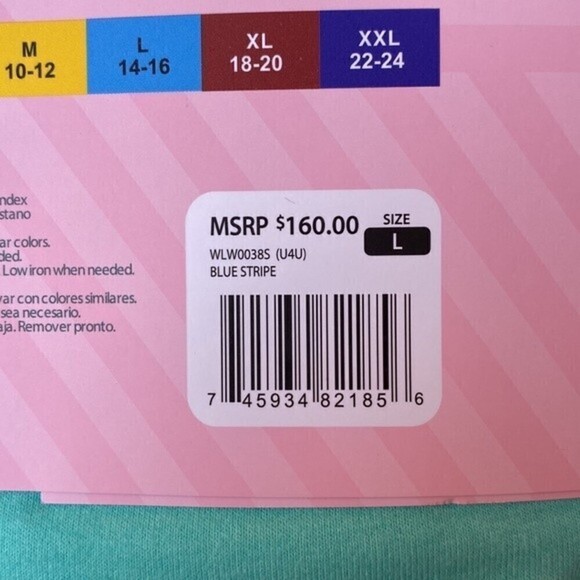 M L XL XXL
10-12 14-16 18-20 22-24
ndex
stano
ar colors.
ded.
Low iron when needed.
var con colores similares.
sea necesario.
aja. Remover pronto.
MSRP $160.00 SIZE
L
WLW0038S (U4U)
BLUE STRIPE
7 45934 82185 6